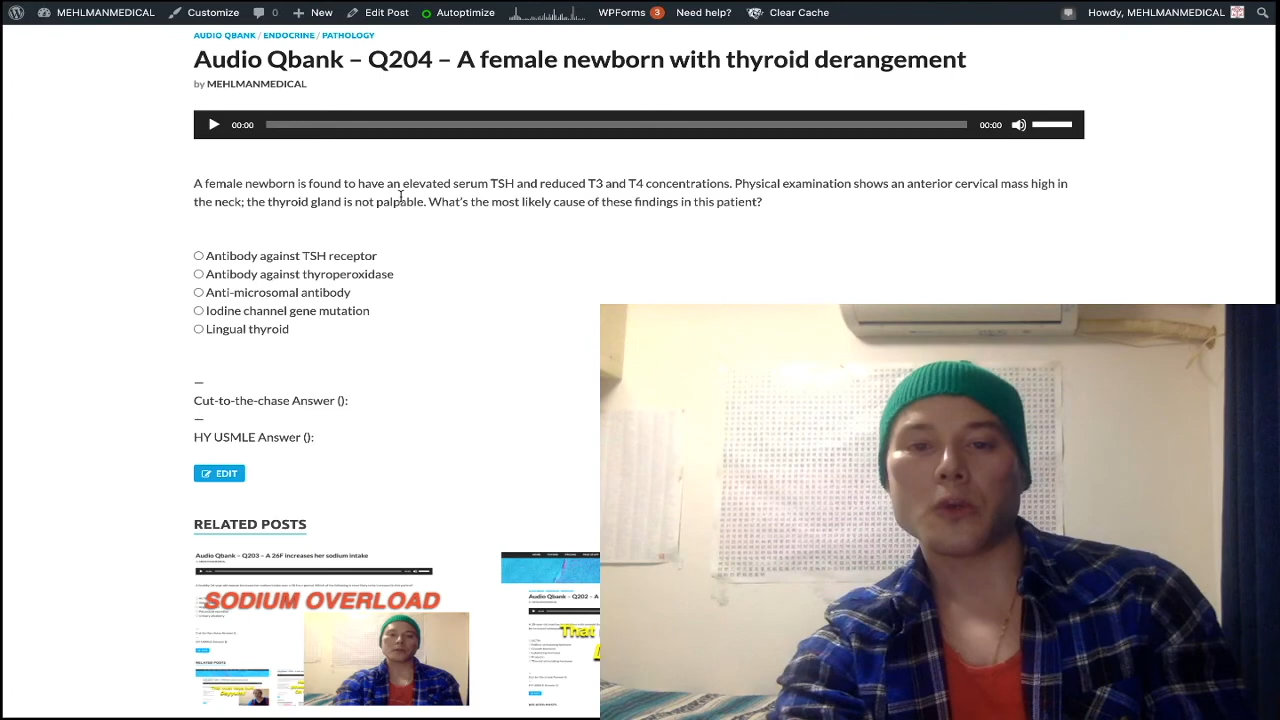 MEHLMANMEDICAL Customize 0 New Edit Post Autoptimize WPForms 3 Need help? Clear Cache Howdy, MEHLMANMEDICAL
AUDIO QBANK / ENDOCRINE / PATHOLOGY
Audio Qbank – Q204 – A female newborn with thyroid derangement
by MEHLMANMEDICAL
00:00 00:00
A female newborn is found to have an elevated serum TSH and reduced T3 and T4 concentrations. Physical examination shows an anterior cervical mass high in
the neck; the thyroid gland is not palpable. What's the most likely cause of these findings in this patient?
Antibody against TSH receptor
Antibody against thyroperoxidase
Anti-microsomal antibody
Iodine channel gene mutation
Lingual thyroid
—
Cut-to-the-chase Answer ():
—
HY USMLE Answer ():
EDIT
RELATED POSTS
Audio Qbank – Q203 – A 26F increases her sodium intake
SODIUM OVERLOAD
RELATED POSTS
Audio Qbank – Q202 – A
That